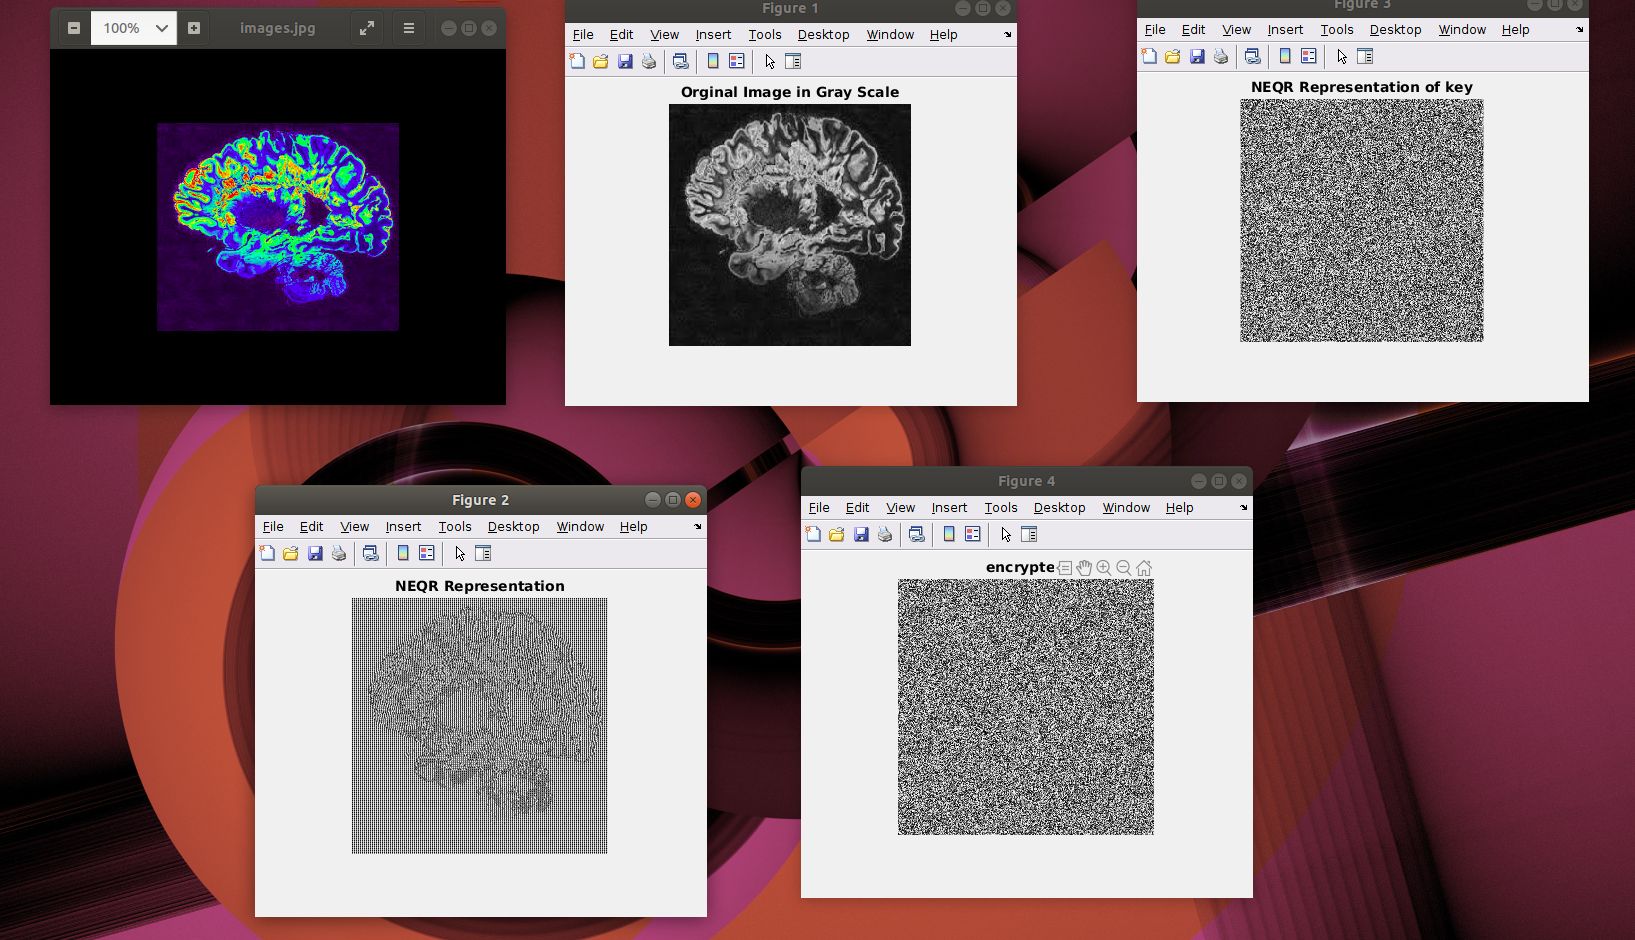 100%
images.jpg
Figure 1
File Edit View Insert Tools Desktop Window Help
Orginal Image in Gray Scale
Figure 3
File Edit View Insert Tools Desktop Window Help
NEQR Representation of key
Figure 2
File Edit View Insert Tools Desktop Window Help
NEQR Representation
Figure 4
File Edit View Insert Tools Desktop Window Help
encrypte